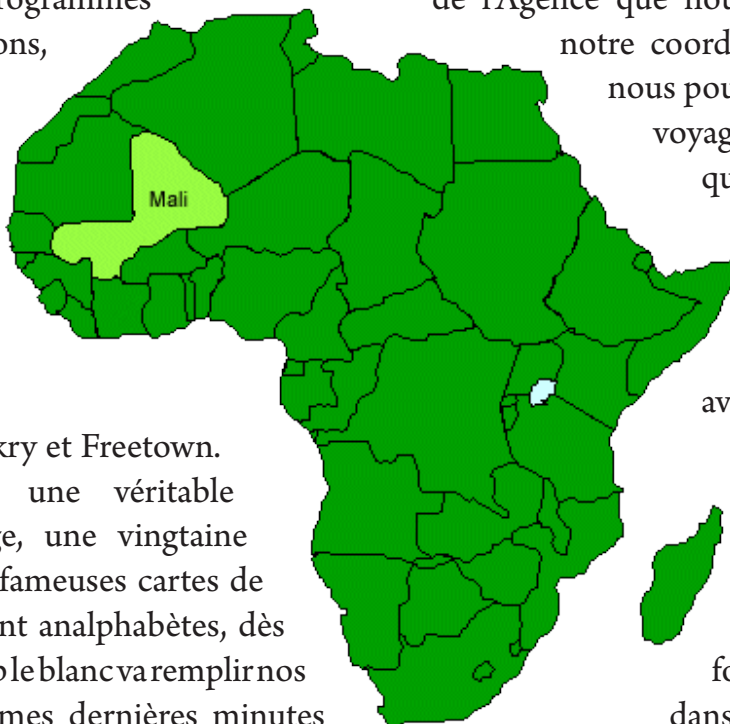 rogrammes
ons,
Mali
kry et Freetown.
une véritable
ge, une vingtaine
fameuses cartes de
nt analphabètes, dès
le blanc va remplir nos
mes dernières minutes
de l'Agence que nou
notre coord
nous pou
voyag
qu
av
fo
dans